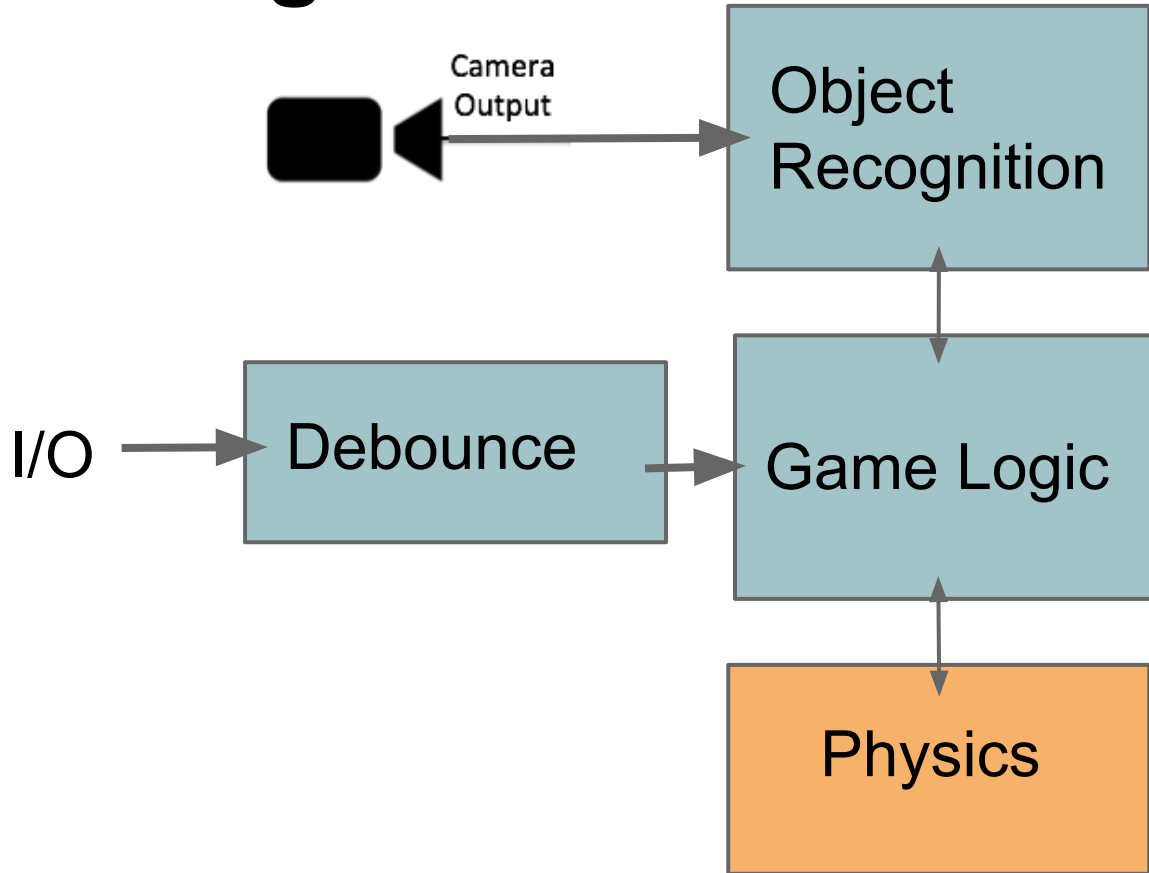 Camera
Output
Object
Recognition
I/O
Debounce
Game Logic
Physics